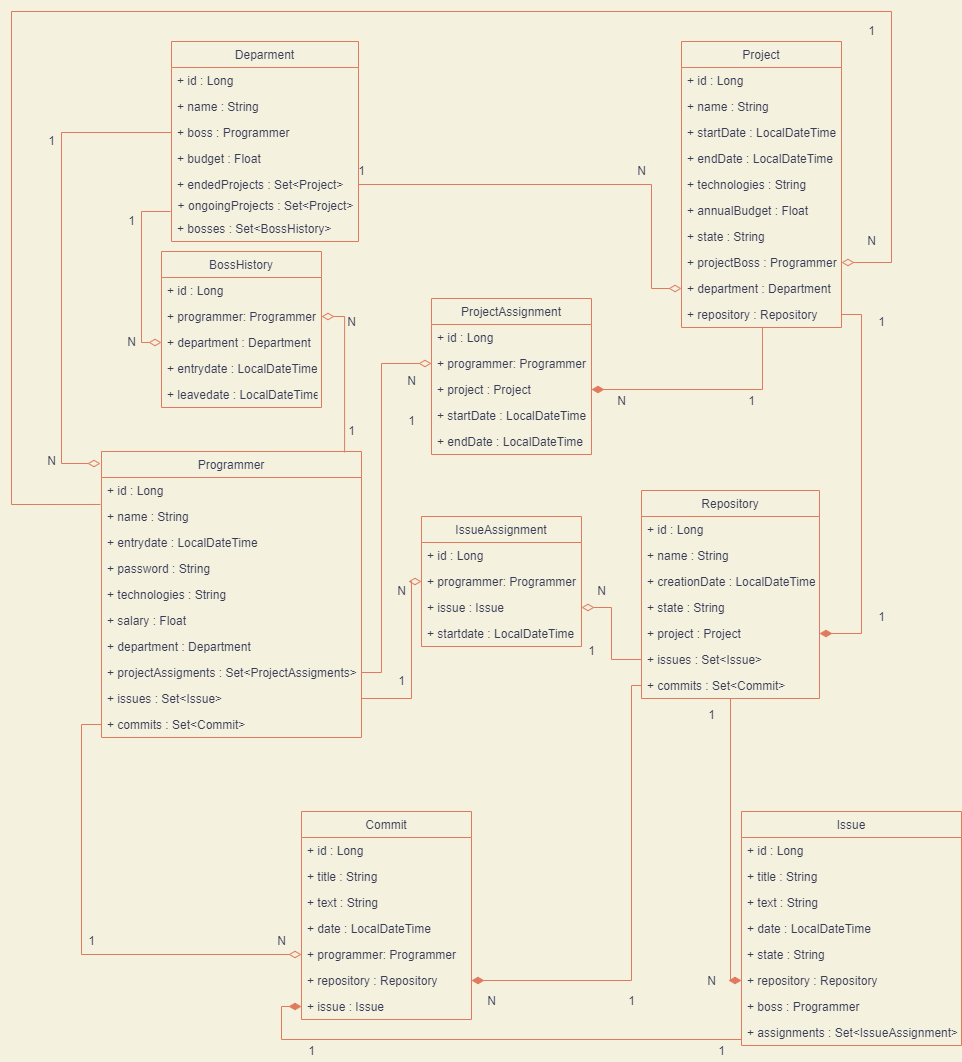 1
Deparment
+ id : Long
+ name : String
+ boss : Programmer
+ budget : Float
+ endedProjects : Set<Project>
+ ongoingProjects : Set<Project>
+ bosses : Set<BossHistory>
Project
+ id : Long
+ name : String
+ startDate : LocalDateTime
+ endDate : LocalDateTime
+ technologies : String
+ annualBudget : Float
+ state : String
+ projectBoss : Programmer
+ department : Department
+ repository : Repository
1
1
N
1
N
BossHistory
+ id : Long
+ programmer: Programmer
+ department : Department
+ entrydate : LocalDateTime
+ leavedate : LocalDateTime
N
N
1
ProjectAssignment
+ id : Long
+ programmer: Programmer
+ project : Project
+ startDate : LocalDateTime
+ endDate : LocalDateTime
N
1
N
1
1
N
Programmer
+ id : Long
+ name : String
+ entrydate : LocalDateTime
+ password : String
+ technologies : String
+ salary : Float
+ department : Department
+ projectAssigments : Set<ProjectAssigments>
+ issues : Set<Issue>
+ commits : Set<Commit>
IssueAssignment
+ id : Long
+ programmer: Programmer
+ issue : Issue
+ startdate : LocalDateTime
N
N
1
1
Repository
+ id : Long
+ name : String
+ creationDate : LocalDateTime
+ state : String
+ project : Project
+ issues : Set<Issue>
+ commits : Set<Commit>
1
1
Commit
+ id : Long
+ title : String
+ text : String
+ date : LocalDateTime
+ programmer: Programmer
+ repository : Repository
+ issue : Issue
1
N
N
1
N
Issue
+ id : Long
+ title : String
+ text : String
+ date : LocalDateTime
+ state : String
+ repository : Repository
+ boss : Programmer
+ assignments : Set<IssueAssignment>
1
1